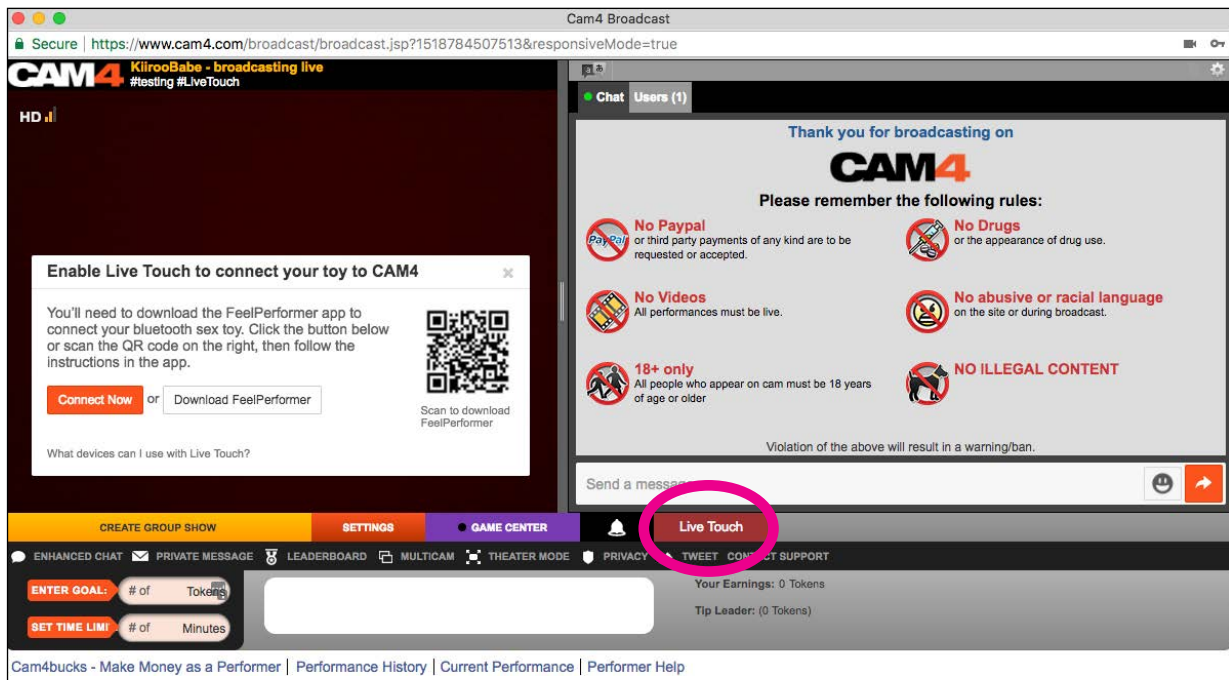 Cam4 Broadcast
Secure | https://www.cam4.com/broadcast/broadcast.jsp?1518784507513&responsiveMode=true
CAM4
KiirooBabe - broadcasting live
#testing #LiveTouch
HD
Enable Live Touch to connect your toy to CAM4
You'll need to download the FeelPerformer app to
connect your bluetooth sex toy. Click the button below
or scan the QR code on the right, then follow the
instructions in the app.
Connect Now or Download FeelPerformer
Scan to download
FeelPerformer
What devices can I use with Live Touch?
Chat Users (1)
Thank you for broadcasting on
CAM4
Please remember the following rules:
PayPal
No Paypal
or third party payments of any kind are to be
requested or accepted.
No Drugs
or the appearance of drug use.
No Videos
All performances must be live.
No abusive or racial language
on the site or during broadcast.
18+ only
All people who appear on cam must be 18 years
of age or older
NO ILLEGAL CONTENT
Violation of the above will result in a warning/ban.
Send a message
CREATE GROUP SHOW SETTINGS GAME CENTER Live Touch
ENHANCED CHAT PRIVATE MESSAGE LEADERBOARD MULTICAM THEATER MODE PRIVACY TWEET CONTACT SUPPORT
ENTER GOAL: # of Tokens
SET TIME LIMI # of Minutes
Your Earnings: 0 Tokens
Tip Leader: (0 Tokens)
Cam4bucks - Make Money as a Performer | Performance History | Current Performance | Performer Help